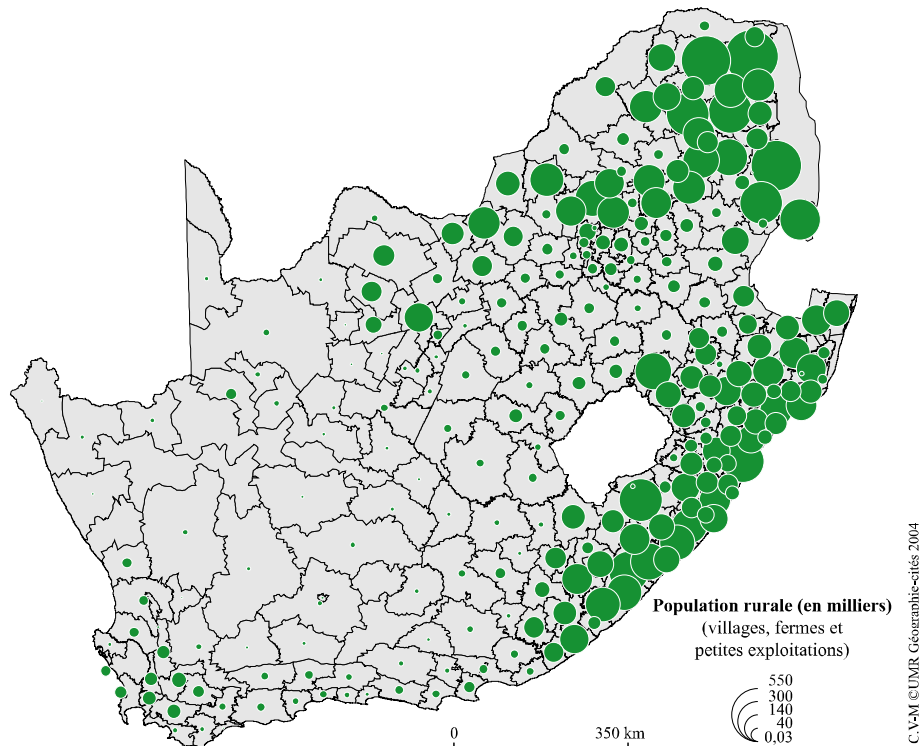 Population rurale (en milliers)
(villages, fermes et
petites exploitations)
550
300
140
40
0,03
0 350 km
C.V-M ©UMR Géographie-cités 2004